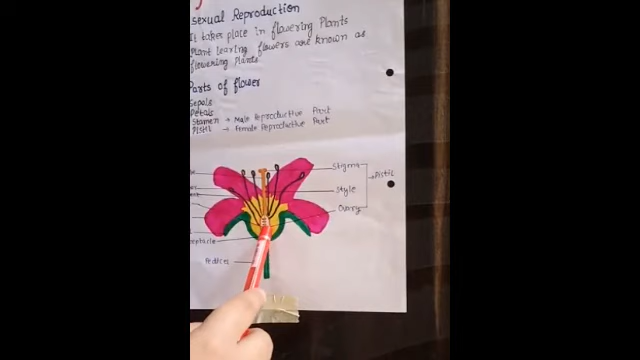 sexual Reproduction
It takes place in flowering Plants
Plant bearing flowers are known as
flowering Plants
Parts of flower
Sepals
Petals
Stamen → Male Reproductive Part
Pistil → Female Reproductive Part
Stigma
Pistil
Style
Ovary
eptacle
Pedicel